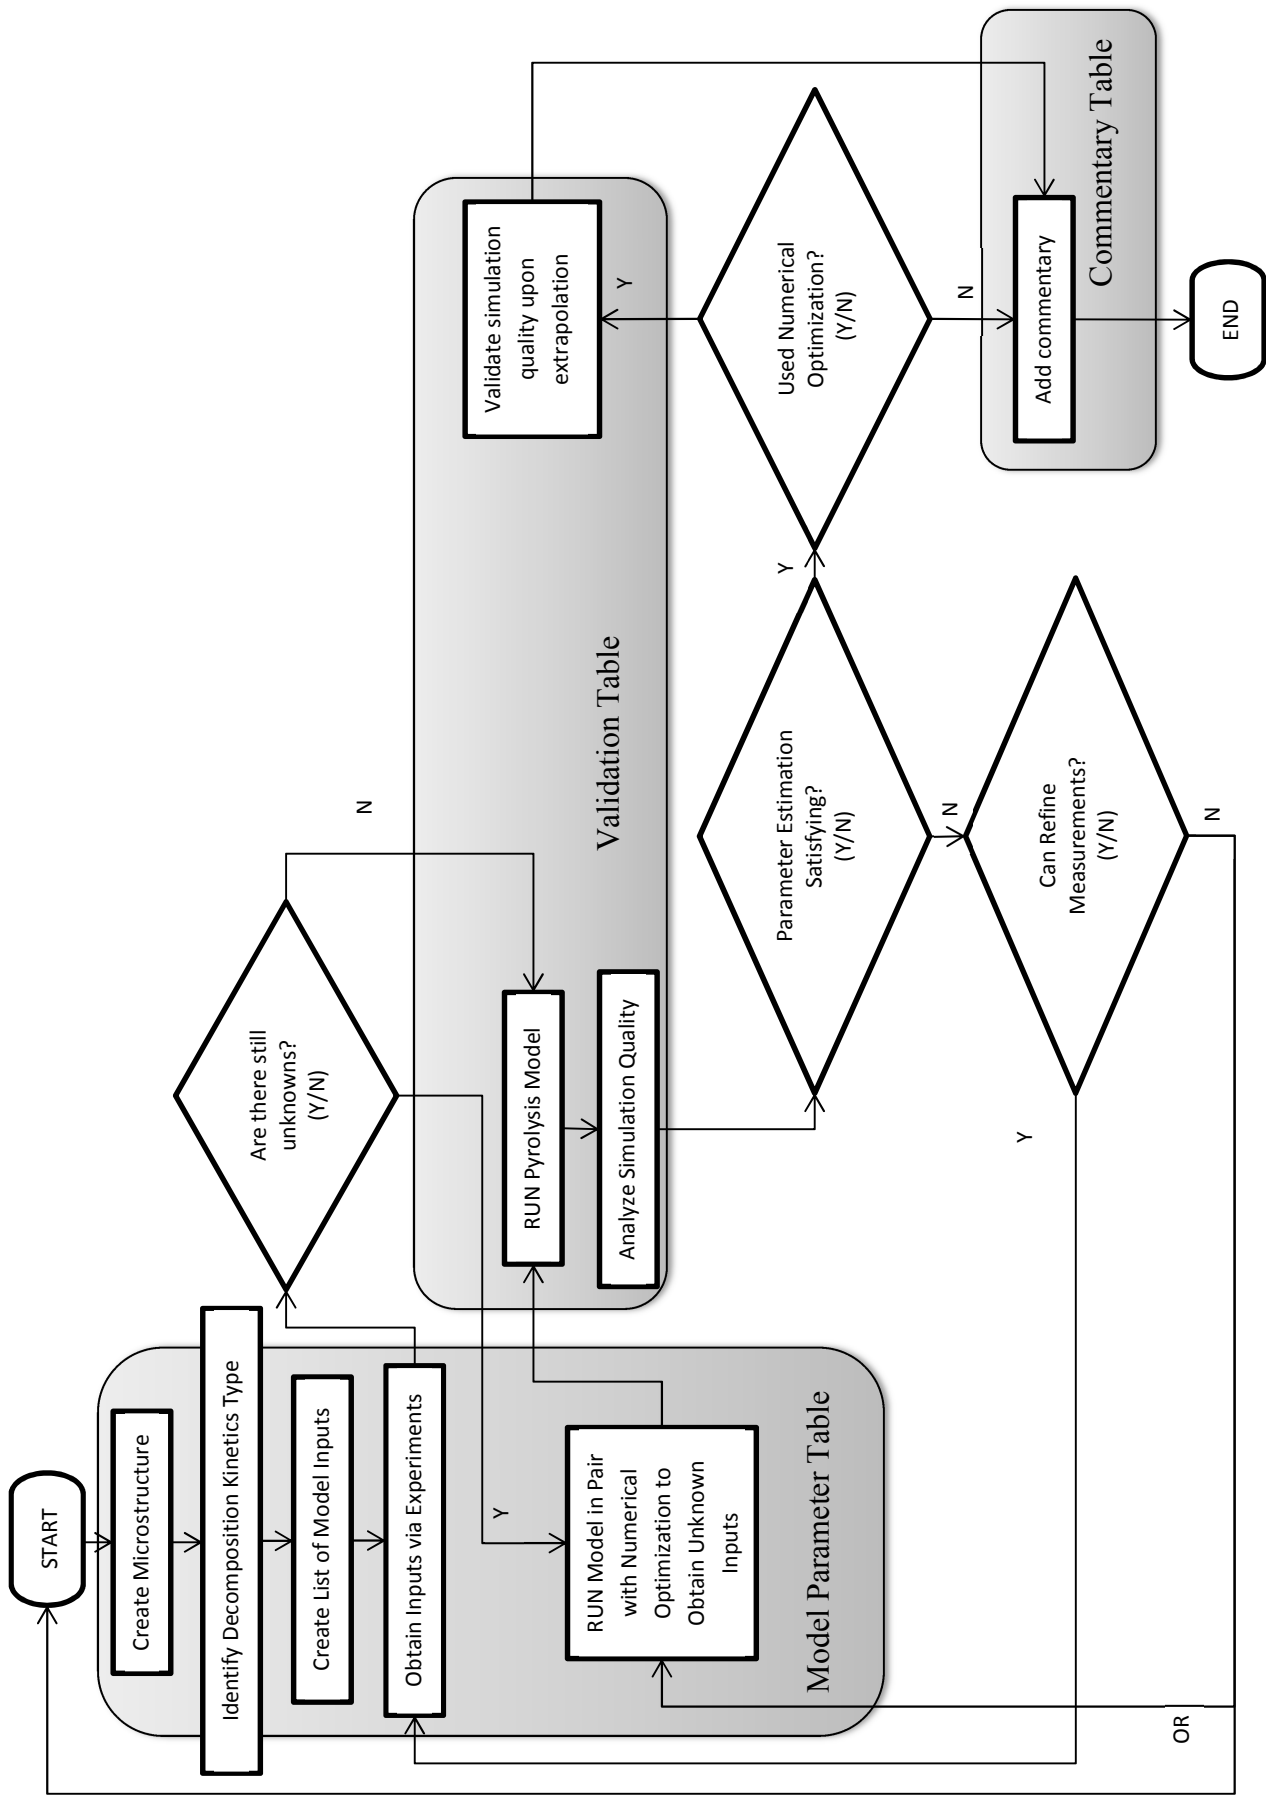 START
Create Microstructure
Identify Decomposition Kinetics Type
Create List of Model Inputs
Obtain Inputs via Experiments
Y
RUN Model in Pair
with Numerical
Optimization to
Obtain Unknown
Inputs
Model Parameter Table
Are there still
unknowns?
(Y/N)
N
RUN Pyrolysis Model
Analyze Simulation Quality
Validation Table
Validate simulation
quality upon
extrapolation
Y
Parameter Estimation
Satisfying?
(Y/N)
Y
N
Used Numerical
Optimization?
(Y/N)
N
Can Refine
Measurements?
(Y/N)
Y
N
OR
Add commentary
Commentary Table
END